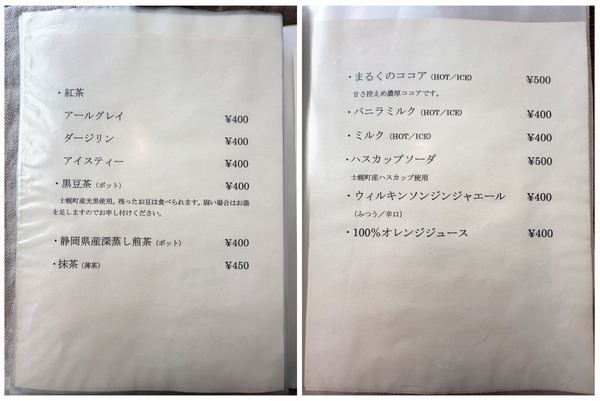 ・紅茶
アールグレイ ¥400
ダージリン ¥400
アイスティー ¥400
・黒豆茶(ポット) ¥400
士幌町産光黒使用。残ったお豆は食べられます。固い場合はお湯
を足しますのでお申し付けください。
・静岡県産深蒸し煎茶(ポット) ¥400
・抹茶(薄茶) ¥450
・まるくのココア(HOT/ICE) ¥500
甘さ控えめ濃厚ココアです。
・バニラミルク(HOT/ICE) ¥400
・ミルク(HOT/ICE) ¥400
・ハスカップソーダ ¥500
士幌町産ハスカップ使用
・ウィルキンソンジンジャエール ¥400
(ふつう/辛口)
・100%オレンジジュース ¥400